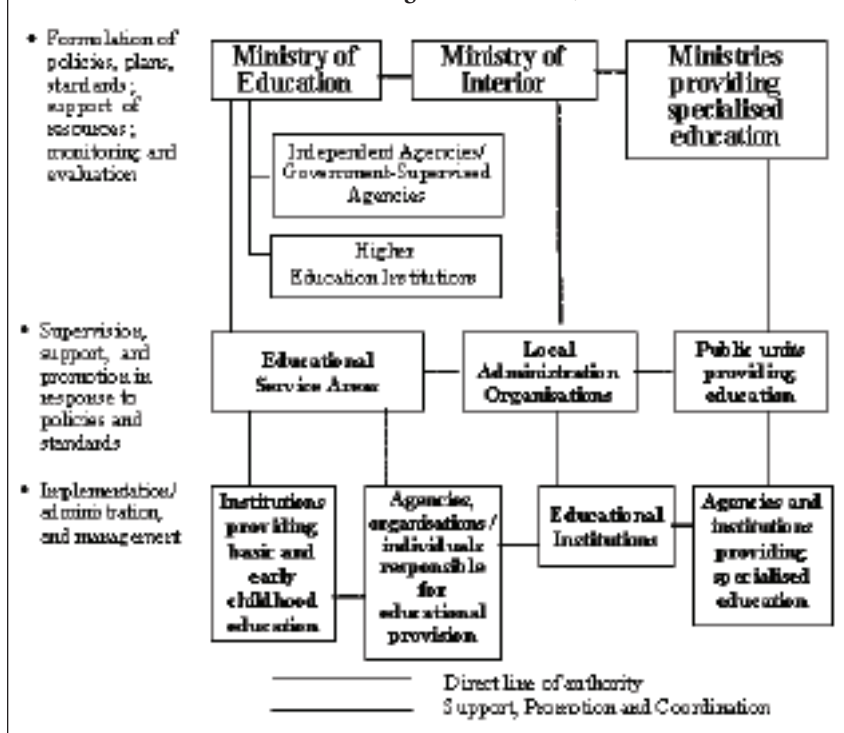 • Formulation of
policies, plans,
standards;
support of
resources;
monitoring and
evaluation
Ministry of
Education
Ministry of
Interior
Ministries
providing
specialised
education
Independent Agencies/
Government-Supervised
Agencies
Higher
Education Institutions
• Supervision,
support, and
promotion in
response to
policies and
standards
Educational
Service Areas
Local
Administration
Organisations
Public units
providing
education
• Implementation/
administration,
and management
Institutions
providing
basic and
early
childhood
education
Agencies,
organisations/
individuals
responsible
for
educational
provision
Educational
Institutions
Agencies and
institutions
providing
specialised
education
Direct line of authority
Support, Promotion and Coordination